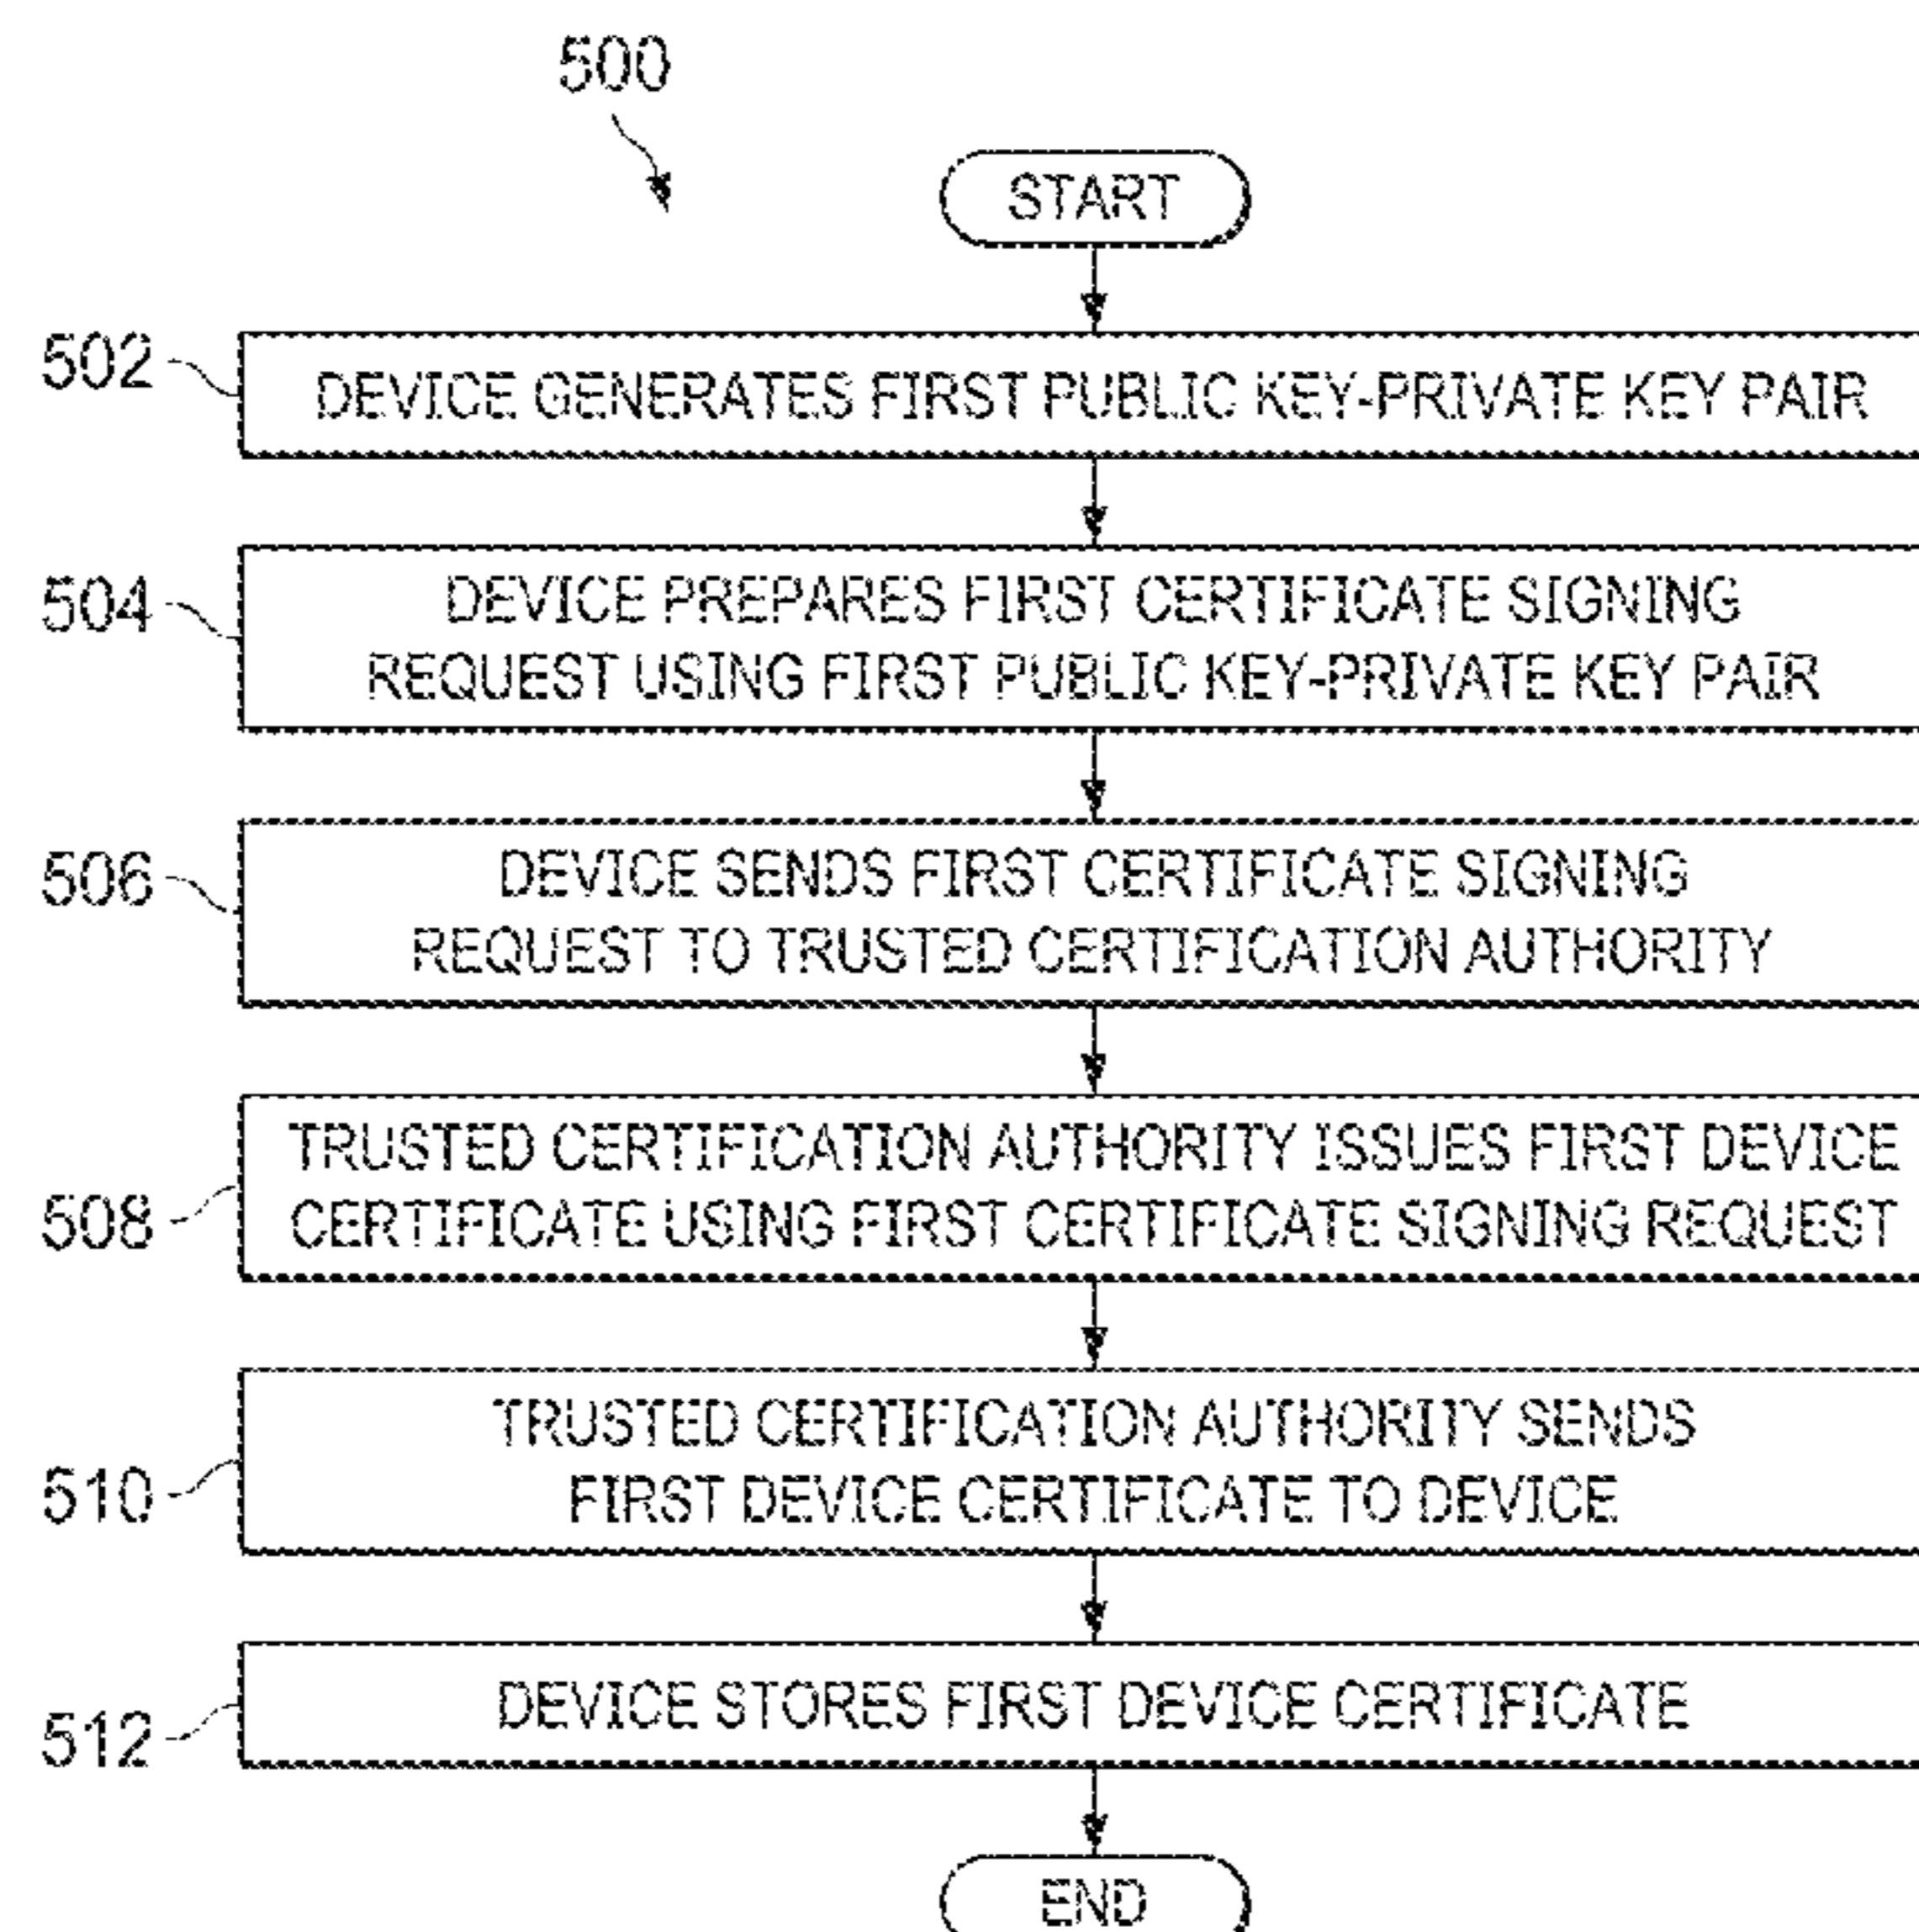 500
START
502
DEVICE GENERATES FIRST PUBLIC KEY-PRIVATE KEY PAIR
504
DEVICE PREPARES FIRST CERTIFICATE SIGNING
REQUEST USING FIRST PUBLIC KEY-PRIVATE KEY PAIR
506
DEVICE SENDS FIRST CERTIFICATE SIGNING
REQUEST TO TRUSTED CERTIFICATION AUTHORITY
508
TRUSTED CERTIFICATION AUTHORITY ISSUES FIRST DEVICE
CERTIFICATE USING FIRST CERTIFICATE SIGNING REQUEST
510
TRUSTED CERTIFICATION AUTHORITY SENDS
FIRST DEVICE CERTIFICATE TO DEVICE
512
DEVICE STORES FIRST DEVICE CERTIFICATE
END